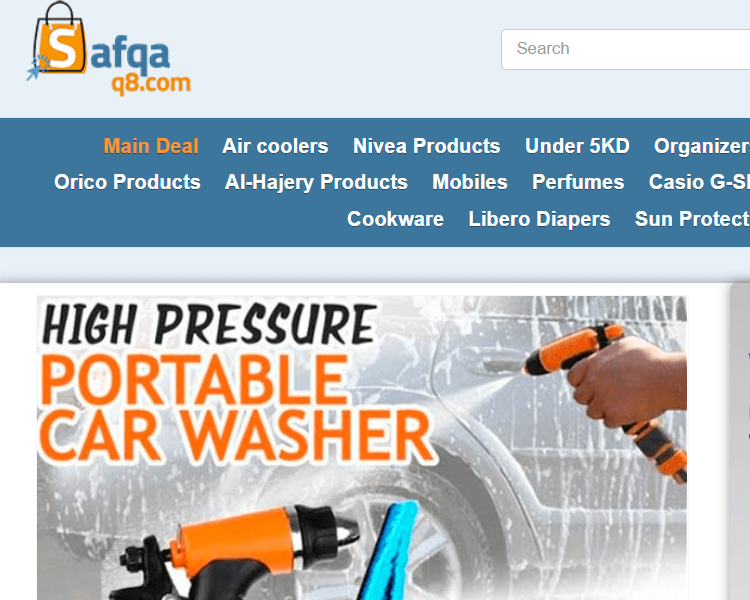 Safqa
q8.com
Search
Main Deal Air coolers Nivea Products Under 5KD Organizer
Orico Products Al-Hajery Products Mobiles Perfumes Casio G-S
Cookware Libero Diapers Sun Protect
HIGH PRESSURE
PORTABLE
CAR WASHER